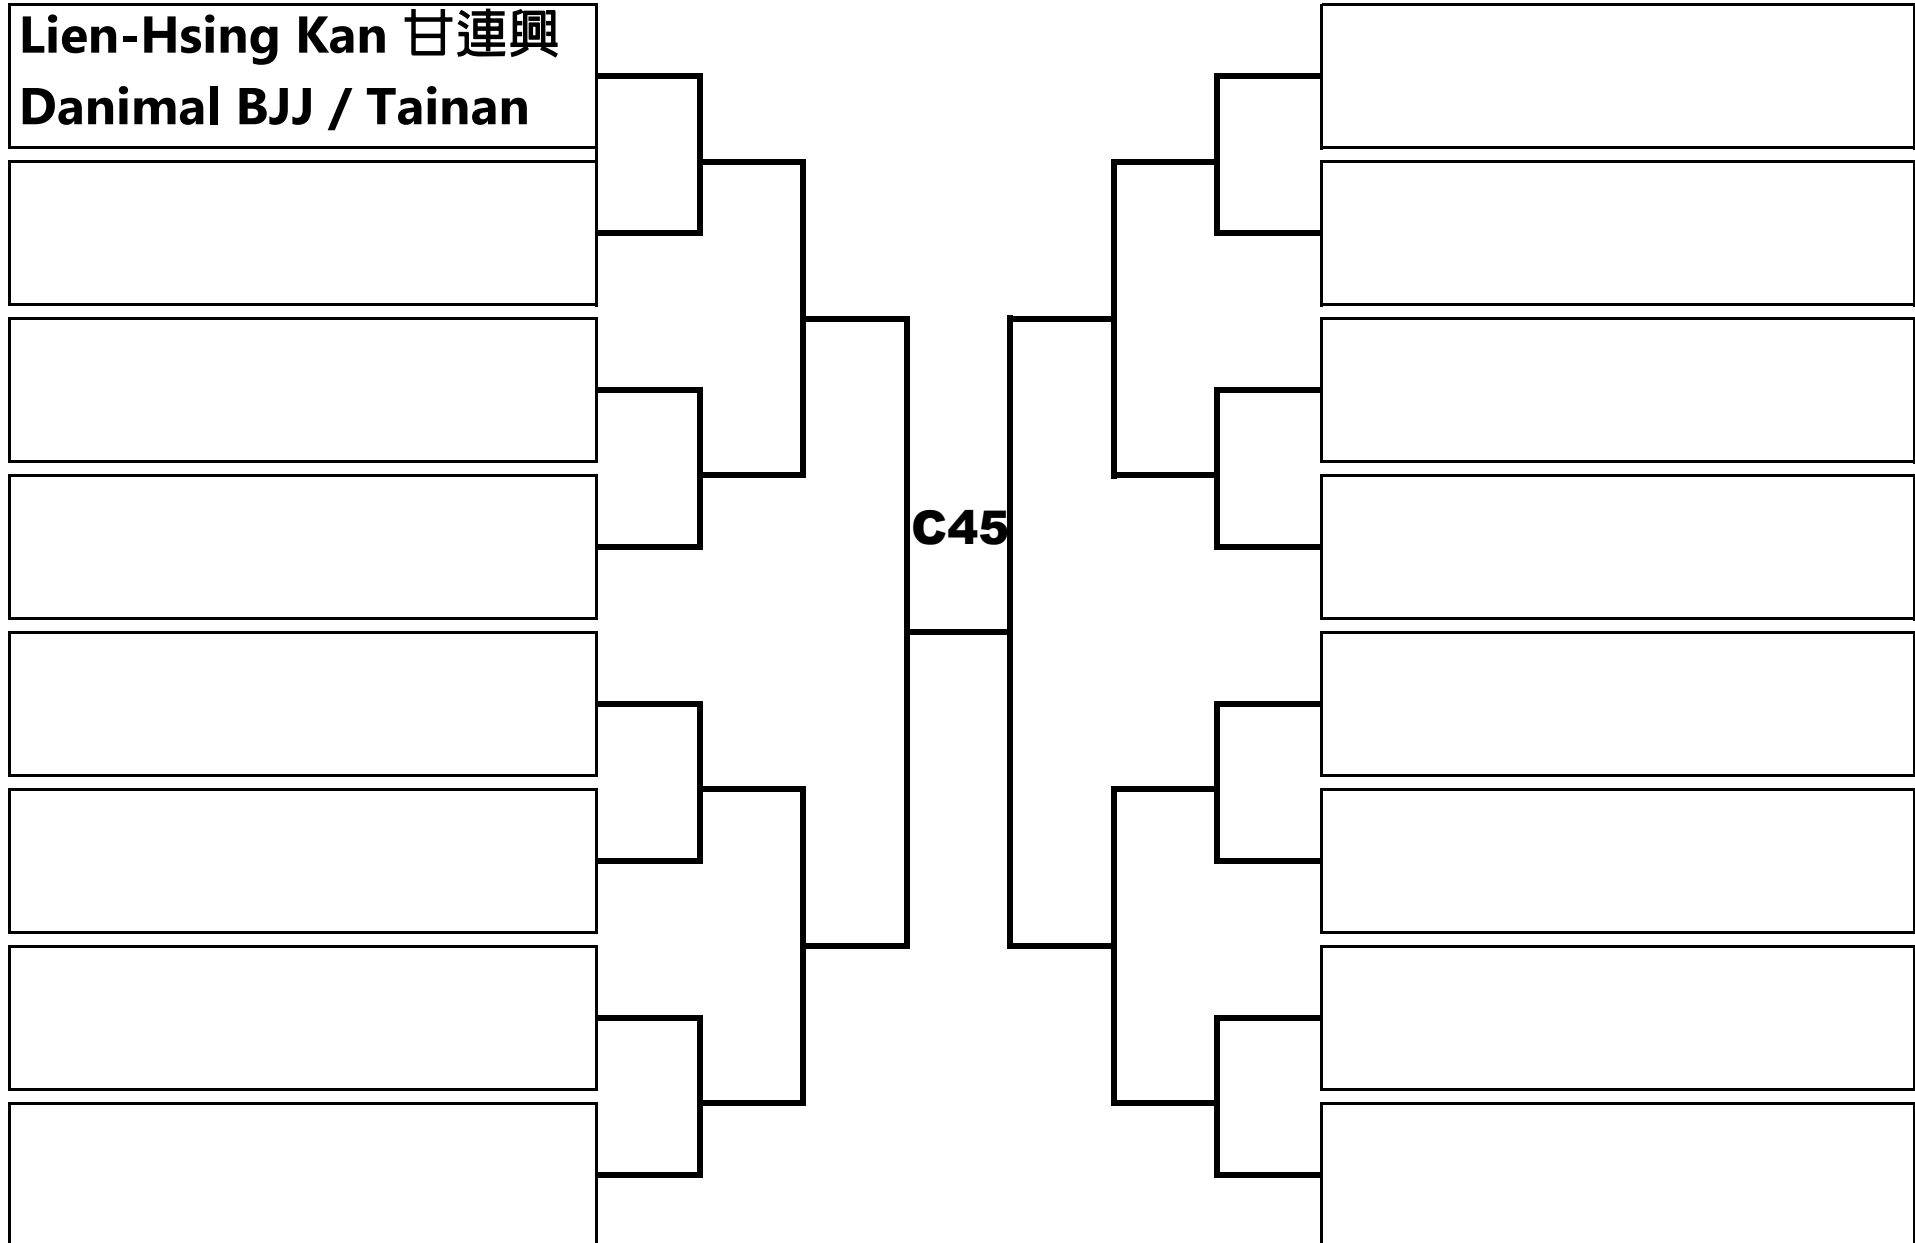 Lien-Hsing Kan 甘連興
Danimal BJJ / Tainan
C45